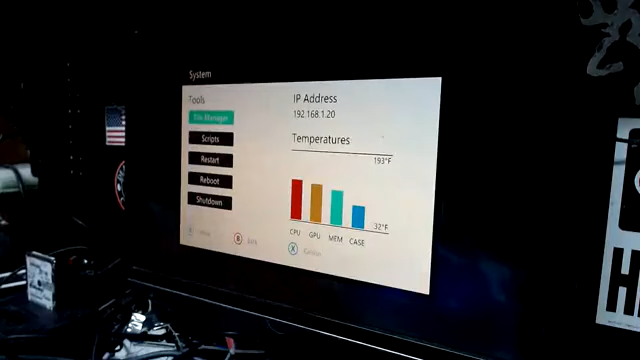 System
Tools
File Manager
Scripts
Restart
Reboot
Shutdown
IP Address
192.168.1.20
Temperatures
193°F
32°F
CPU GPU MEM CASE
B Back
X
H